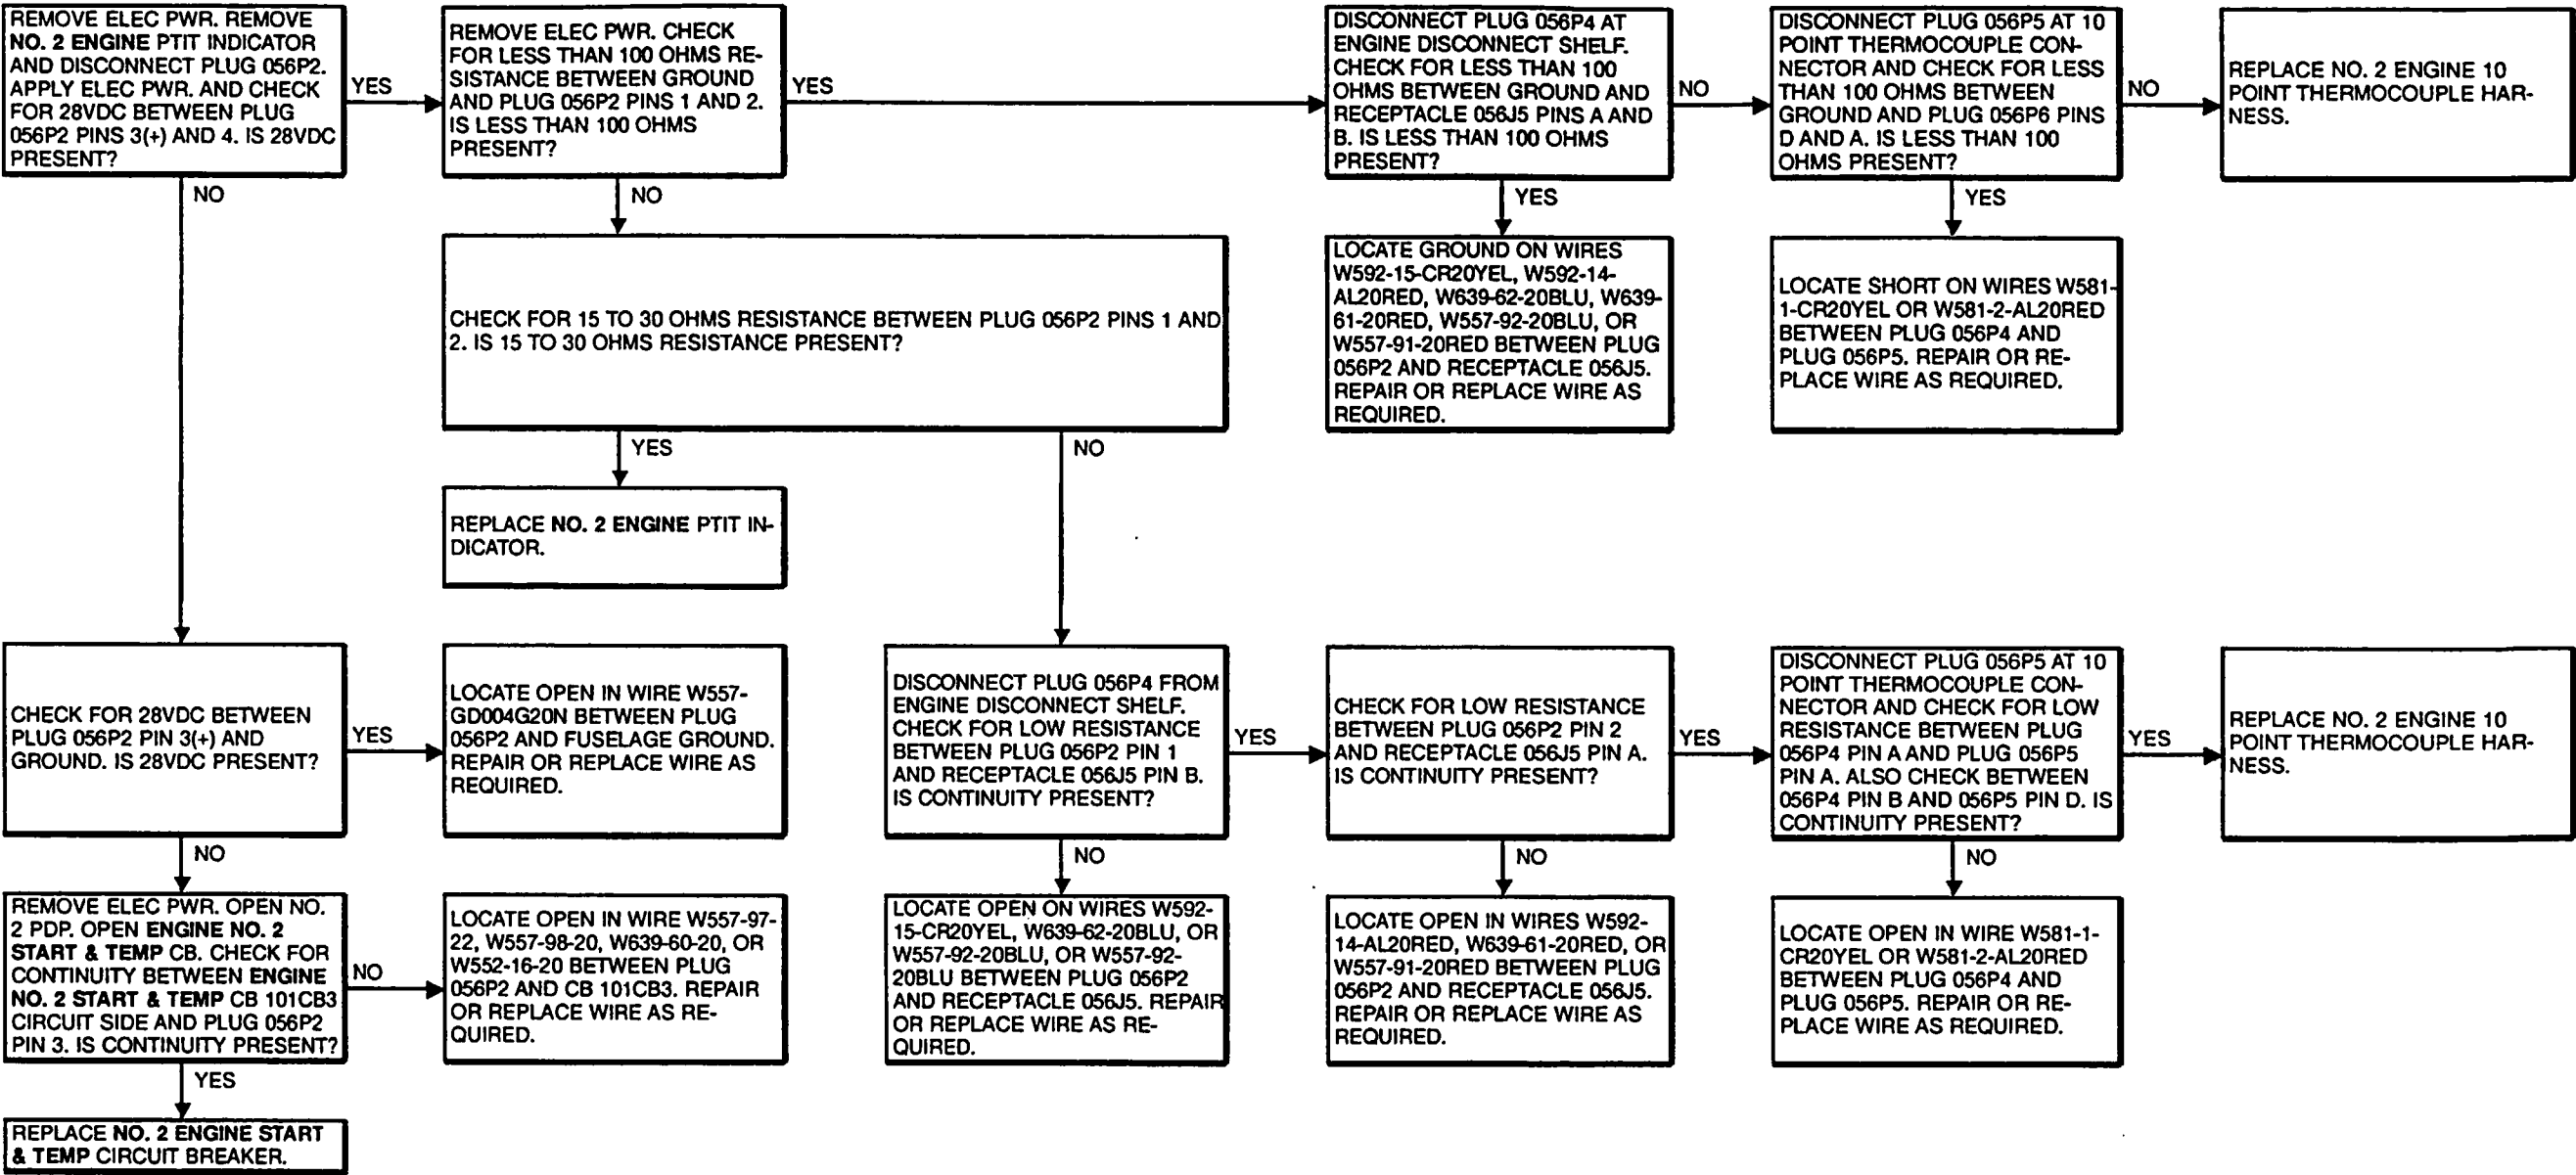 REMOVE ELEC PWR. REMOVE
NO. 2 ENGINE PTIT INDICATOR
AND DISCONNECT PLUG 056P2.
APPLY ELEC PWR. AND CHECK
FOR 28VDC BETWEEN PLUG
056P2 PINS 3(+) AND 4. IS 28VDC
PRESENT?
YES
NO
REMOVE ELEC PWR. CHECK
FOR LESS THAN 100 OHMS RE-
SISTANCE BETWEEN GROUND
AND PLUG 056P2 PINS 1 AND 2.
IS LESS THAN 100 OHMS
PRESENT?
YES
NO
DISCONNECT PLUG 056P4 AT
ENGINE DISCONNECT SHELF.
CHECK FOR LESS THAN 100
OHMS BETWEEN GROUND AND
RECEPTACLE 056J5 PINS A AND
B. IS LESS THAN 100 OHMS
PRESENT?
NO
YES
DISCONNECT PLUG 056P5 AT 10
POINT THERMOCOUPLE CON-
NECTOR AND CHECK FOR LESS
THAN 100 OHMS BETWEEN
GROUND AND PLUG 056P6 PINS
D AND A. IS LESS THAN 100
OHMS PRESENT?
NO
YES
REPLACE NO. 2 ENGINE 10
POINT THERMOCOUPLE HAR-
NESS.
CHECK FOR 15 TO 30 OHMS RESISTANCE BETWEEN PLUG 056P2 PINS 1 AND
2. IS 15 TO 30 OHMS RESISTANCE PRESENT?
YES
NO
LOCATE GROUND ON WIRES
W592-15-CR20YEL, W592-14-
AL20RED, W639-62-20BLU, W639-
61-20RED, W557-92-20BLU, OR
W557-91-20RED BETWEEN PLUG
056P2 AND RECEPTACLE 056J5.
REPAIR OR REPLACE WIRE AS
REQUIRED.
LOCATE SHORT ON WIRES W581-
1-CR20YEL OR W581-2-AL20RED
BETWEEN PLUG 056P4 AND
PLUG 056P5. REPAIR OR RE-
PLACE WIRE AS REQUIRED.
REPLACE NO. 2 ENGINE PTIT IN-
DICATOR.
CHECK FOR 28VDC BETWEEN
PLUG 056P2 PIN 3(+) AND
GROUND. IS 28VDC PRESENT?
YES
NO
LOCATE OPEN IN WIRE W557-
GD004G20N BETWEEN PLUG
056P2 AND FUSELAGE GROUND.
REPAIR OR REPLACE WIRE AS
REQUIRED.
DISCONNECT PLUG 056P4 FROM
ENGINE DISCONNECT SHELF.
CHECK FOR LOW RESISTANCE
BETWEEN PLUG 056P2 PIN 1
AND RECEPTACLE 056J5 PIN B.
IS CONTINUITY PRESENT?
YES
NO
CHECK FOR LOW RESISTANCE
BETWEEN PLUG 056P2 PIN 2
AND RECEPTACLE 056J5 PIN A.
IS CONTINUITY PRESENT?
YES
NO
DISCONNECT PLUG 056P5 AT 10
POINT THERMOCOUPLE CON-
NECTOR AND CHECK FOR LOW
RESISTANCE BETWEEN PLUG
056P4 PIN A AND PLUG 056P5
PIN A. ALSO CHECK BETWEEN
056P4 PIN B AND 056P5 PIN D. IS
CONTINUITY PRESENT?
YES
NO
REPLACE NO. 2 ENGINE 10
POINT THERMOCOUPLE HAR-
NESS.
REMOVE ELEC PWR. OPEN NO.
2 PDP. OPEN ENGINE NO. 2
START & TEMP CB. CHECK FOR
CONTINUITY BETWEEN ENGINE
NO. 2 START & TEMP CB 101CB3
CIRCUIT SIDE AND PLUG 056P2
PIN 3. IS CONTINUITY PRESENT?
NO
YES
LOCATE OPEN IN WIRE W557-97-
22, W557-98-20, W639-60-20, OR
W552-16-20 BETWEEN PLUG
056P2 AND CB 101CB3. REPAIR
OR REPLACE WIRE AS RE-
QUIRED.
LOCATE OPEN ON WIRES W592-
15-CR20YEL, W639-62-20BLU, OR
W557-92-20BLU, OR W557-92-
20BLU BETWEEN PLUG 056P2
AND RECEPTACLE 056J5. REPAIR
OR REPLACE WIRE AS RE-
QUIRED.
LOCATE OPEN IN WIRES W592-
14-AL20RED, W639-61-20RED, OR
W557-91-20RED BETWEEN PLUG
056P2 AND RECEPTACLE 056J5.
REPAIR OR REPLACE WIRE AS
REQUIRED.
LOCATE OPEN IN WIRE W581-1-
CR20YEL OR W581-2-AL20RED
BETWEEN PLUG 056P4 AND
PLUG 056P5. REPAIR OR RE-
PLACE WIRE AS REQUIRED.
REPLACE NO. 2 ENGINE START
& TEMP CIRCUIT BREAKER.